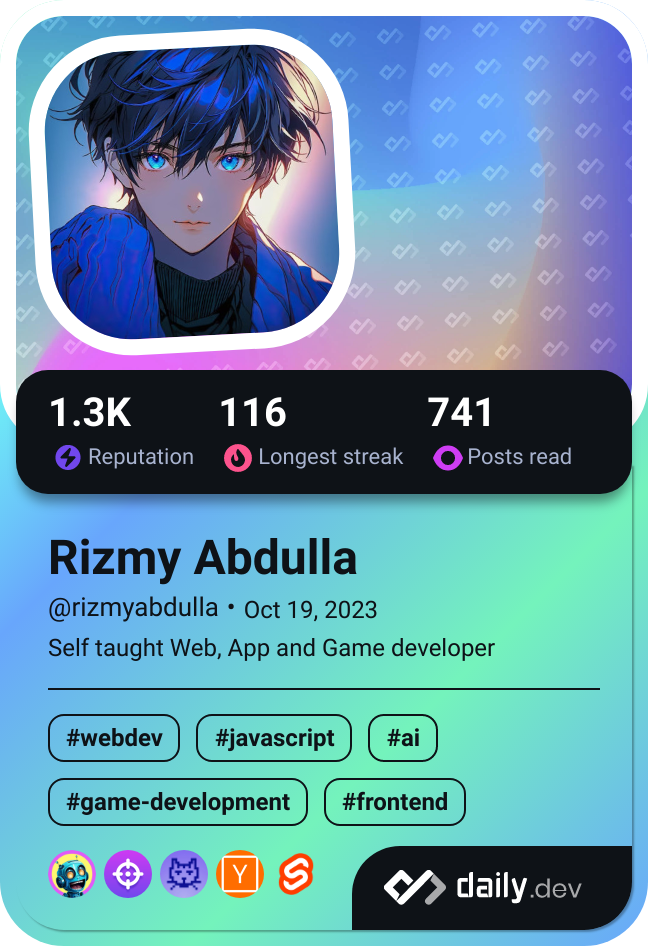 1.3K 116 741
Reputation Longest streak Posts read
Rizmy Abdulla
@rizmyabdulla • Oct 19, 2023
Self taught Web, App and Game developer
#webdev #javascript #ai
#game-development #frontend
Y
daily.dev